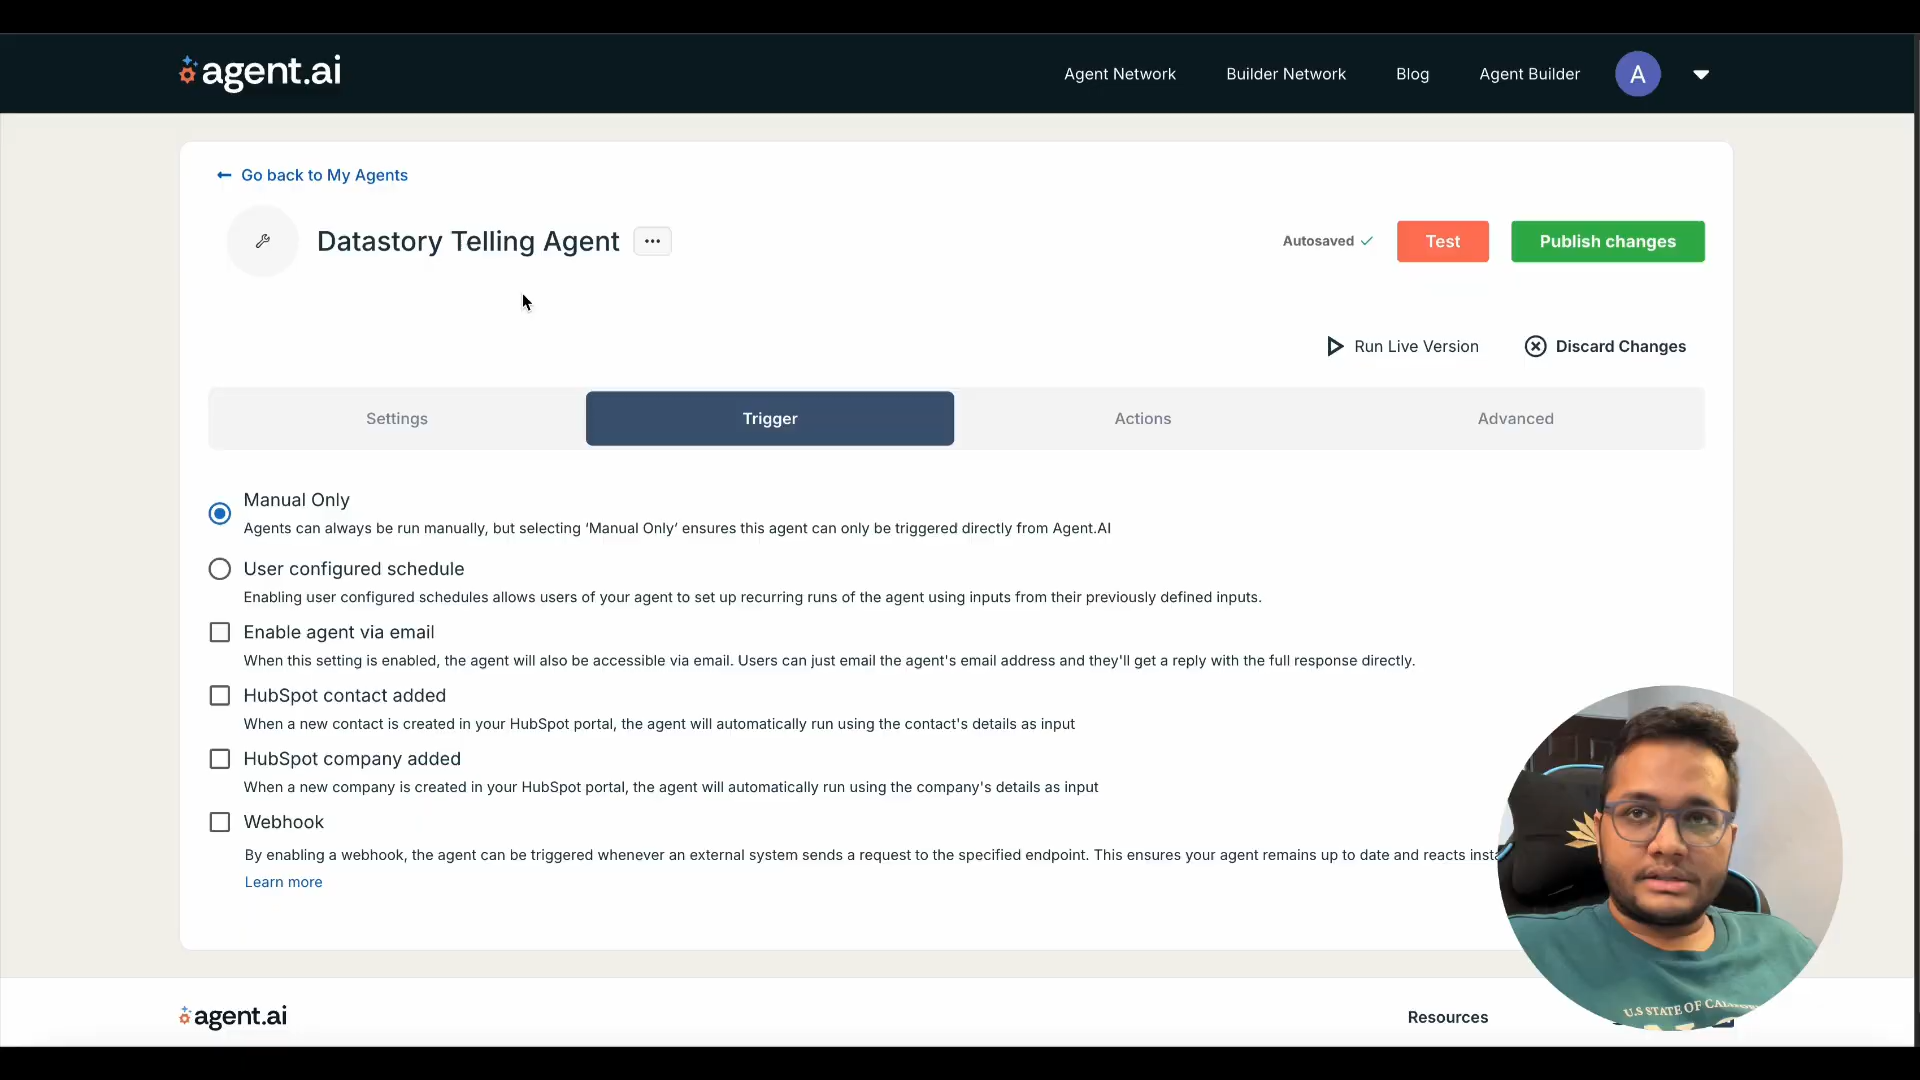 agent.ai
Agent Network
Builder Network
Blog
Agent Builder
A
Go back to My Agents
Datastory Telling Agent
Autosaved
Test
Publish changes
Run Live Version
Discard Changes
Settings
Trigger
Actions
Advanced
Manual Only
Agents can always be run manually, but selecting ‘Manual Only’ ensures this agent can only be triggered directly from Agent.AI
User configured schedule
Enabling user configured schedules allows users of your agent to set up recurring runs of the agent using inputs from their previously defined inputs.
Enable agent via email
When this setting is enabled, the agent will also be accessible via email. Users can just email the agent's email address and they'll get a reply with the full response directly.
HubSpot contact added
When a new contact is created in your HubSpot portal, the agent will automatically run using the contact's details as input
HubSpot company added
When a new company is created in your HubSpot portal, the agent will automatically run using the company's details as input
Webhook
By enabling a webhook, the agent can be triggered whenever an external system sends a request to the specified endpoint. This ensures your agent remains up to date and reacts
Learn more
agent.ai
Resources
U.S STATE OF